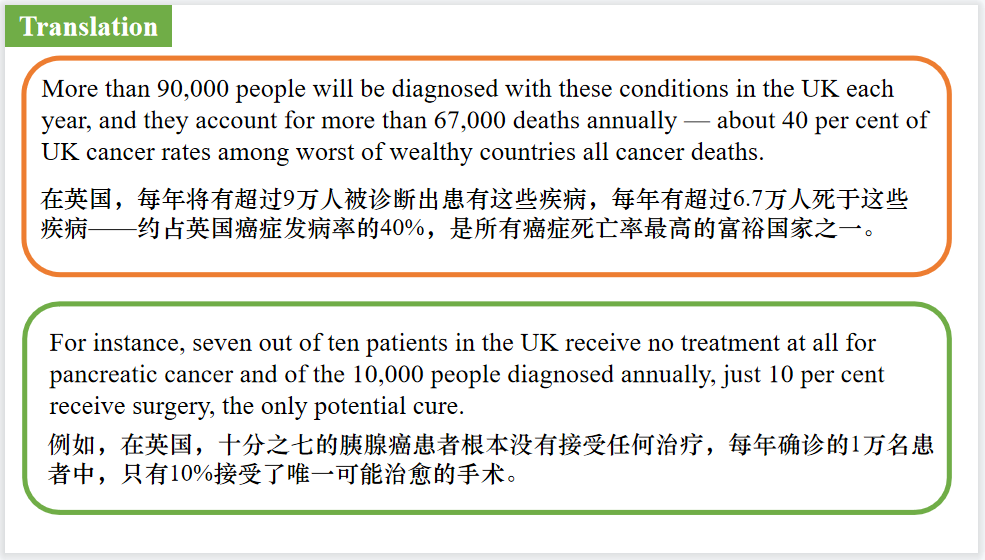 Translation
More than 90,000 people will be diagnosed with these conditions in the UK each
year, and they account for more than 67,000 deaths annually — about 40 per cent of
UK cancer rates among worst of wealthy countries all cancer deaths.
在英国，每年将有超过9万人被诊断出患有这些疾病，每年有超过6.7万人死于这些
疾病——约占英国癌症发病率的40%，是所有癌症死亡率最高的富裕国家之一。
For instance, seven out of ten patients in the UK receive no treatment at all for
pancreatic cancer and of the 10,000 people diagnosed annually, just 10 per cent
receive surgery, the only potential cure.
例如，在英国，十分之七的胰腺癌患者根本没有接受任何治疗，每年确诊的1万名患
者中，只有10%接受了唯一可能治愈的手术。